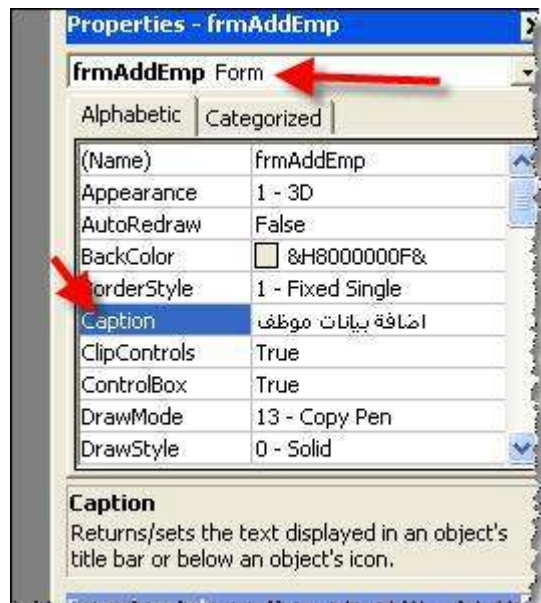 Properties - frmAddEmp
frmAddEmp Form
Alphabetic Categorized
(Name) frmAddEmp
Appearance 1 - 3D
AutoRedraw False
BackColor &H8000000F&
orderStyle 1 - Fixed Single
Caption اضافة بيانات موظف
ClipControls True
ControlBox True
DrawMode 13 - Copy Pen
DrawStyle 0 - Solid
Caption
Returns/sets the text displayed in an object's
title bar or below an object's icon.